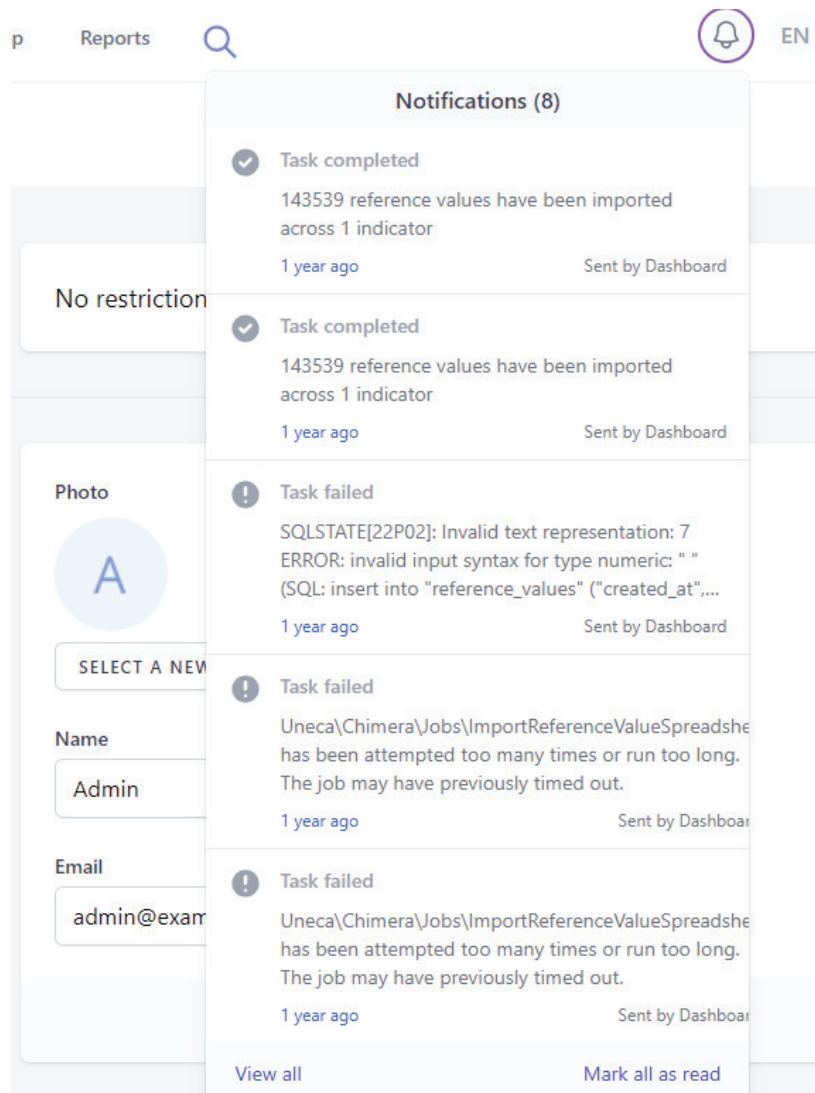 p Reports EN
Notifications (8)
Task completed
143539 reference values have been imported
across 1 indicator
1 year ago Sent by Dashboard
No restriction
Task completed
143539 reference values have been imported
across 1 indicator
1 year ago Sent by Dashboard
Photo
A
SELECT A NEW
Task failed
SQLSTATE[22P02]: Invalid text representation: 7
ERROR: invalid input syntax for type numeric: " "
(SQL: insert into "reference_values" ("created_at",...
1 year ago Sent by Dashboard
Name
Admin
Task failed
Uneca\Chimera\Jobs\ImportReferenceValueSpreadshe
has been attempted too many times or run too long.
The job may have previously timed out.
1 year ago Sent by Dashboar
Email
admin@exam
Task failed
Uneca\Chimera\Jobs\ImportReferenceValueSpreadshe
has been attempted too many times or run too long.
The job may have previously timed out.
1 year ago Sent by Dashboar
View all Mark all as read